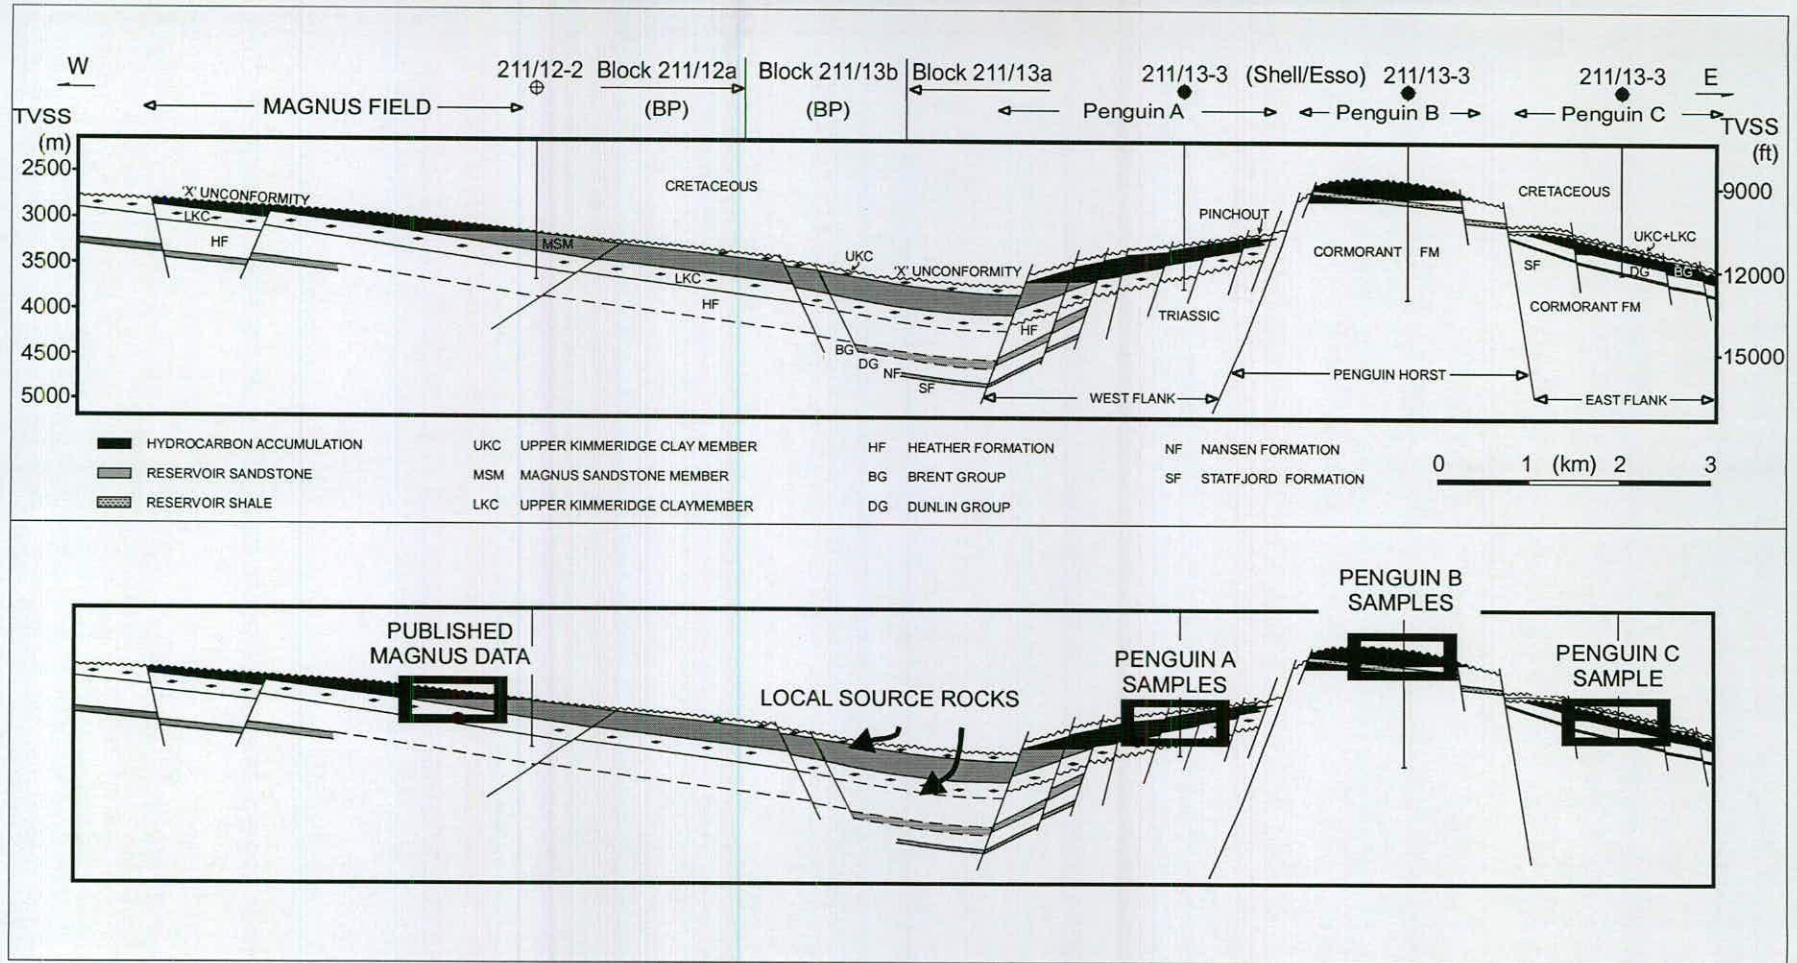 W
211/12-2 Block 211/12a Block 211/13b Block 211/13a 211/13-3 (Shell/Esso) 211/13-3 211/13-3 E
MAGNUS FIELD (BP) (BP) Penguin A Penguin B Penguin C
TVSS
(m)
TVSS
(ft)
2500
3000
3500
4000
4500
5000
9000
12000
15000
'X' UNCONFORMITY
LKC
HF
CRETACEOUS
MSM
LKC
HF
UKC
'X' UNCONFORMITY
BG
DG
NF
SF
HF
PINCHOUT
TRIASSIC
WEST FLANK
CORMORANT FM
PENGUIN HORST
CRETACEOUS
UKC+LKC
SF
DG
BG
CORMORANT FM
EAST FLANK
HYDROCARBON ACCUMULATION
RESERVOIR SANDSTONE
RESERVOIR SHALE
UKC UPPER KIMMERIDGE CLAY MEMBER
MSM MAGNUS SANDSTONE MEMBER
LKC UPPER KIMMERIDGE CLAYMEMBER
HF HEATHER FORMATION
BG BRENT GROUP
DG DUNLIN GROUP
NF NANSEN FORMATION
SF STATFJORD FORMATION
0 1 (km) 2 3
PUBLISHED
MAGNUS DATA
LOCAL SOURCE ROCKS
PENGUIN A
SAMPLES
PENGUIN B
SAMPLES
PENGUIN C
SAMPLE